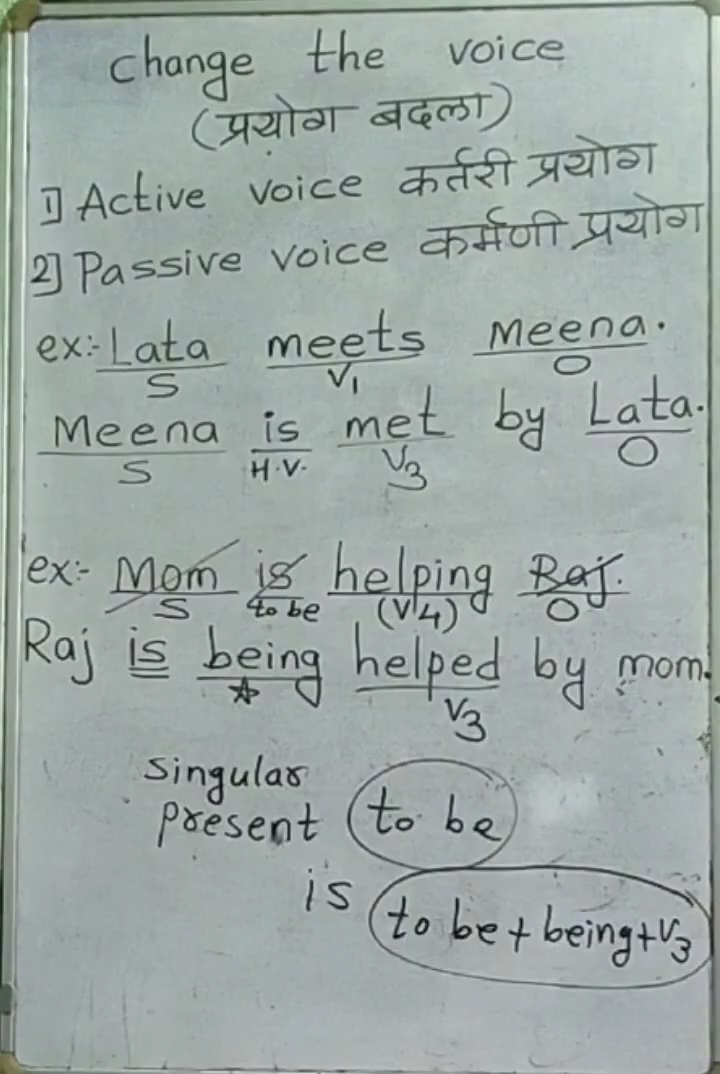 change the voice
(प्रयोग बदला)
1] Active voice कर्तरी प्रयोग
2] Passive voice कर्मणी प्रयोग
ex:- Lata meets Meena.
S V1 O
Meena is met by Lata.
S H.V. V3 O
ex:- Mom is helping Raj.
S to be (V4) O
Raj is being helped by mom.
V3
singular
present to be
is to be + being + V3